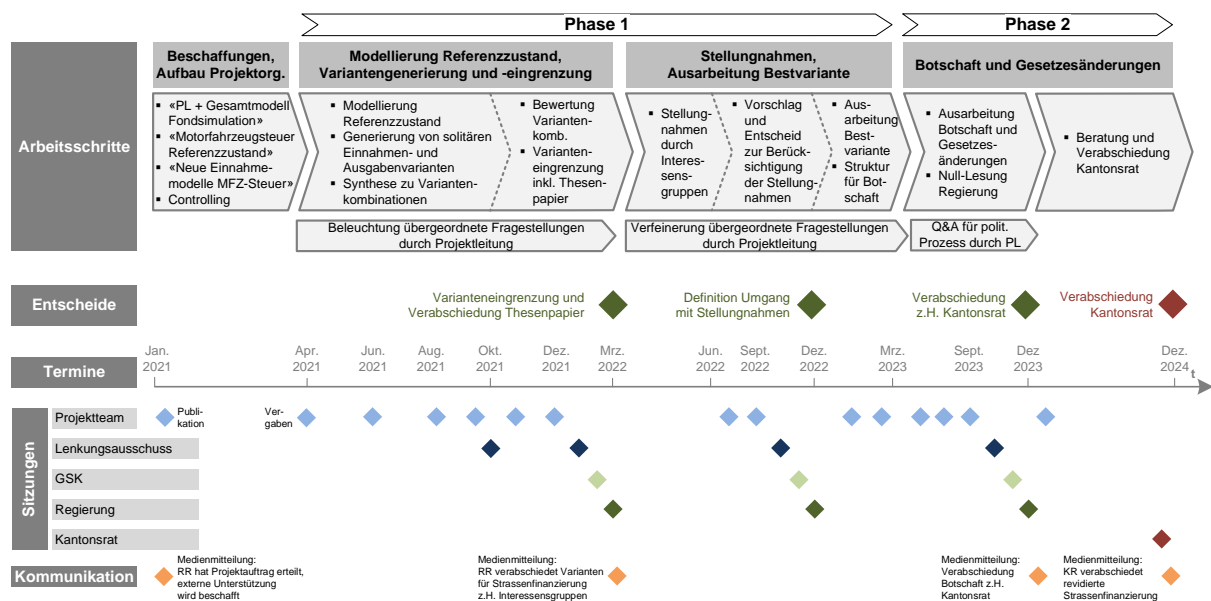 Phase 1
Phase 2
Arbeitsschritte
Beschaffungen,
Aufbau Projektorg.
Modellierung Referenzzustand,
Variantengenerierung und -eingrenzung
Stellungnahmen,
Ausarbeitung Bestvariante
Botschaft und Gesetzesänderungen
▪ «PL + Gesamtmodell
Fondsimulation»
▪ «Motorfahrzeugsteuer
Referenzzustand»
▪ «Neue Einnahme-
modelle MFZ-Steuer»
▪ Controlling
▪ Modellierung
Referenzzustand
▪ Generierung von solitären
Einnahmen- und
Ausgabenvarianten
▪ Synthese zu Varianten-
kombinationen
▪ Bewertung
Varianten-
komb.
▪ Varianten-
eingrenzung
inkl. Thesen-
papier
▪ Stellung-
nahmen
durch
Interes-
sens-
gruppen
▪ Vorschlag
und
Entscheid
zur Berück-
sichtigung
der Stellung-
nahmen
▪ Aus-
arbeitung
Best-
variante
▪ Struktur
für Bot-
schaft
▪ Ausarbeitung
Botschaft und
Gesetzes-
änderungen
▪ Null-Lesung
Regierung
▪ Beratung und
Verabschiedung
Kantonsrat
Beleuchtung übergeordnete Fragestellungen
durch Projektleitung
Verfeinerung übergeordnete Fragestellungen
durch Projektleitung
Q&A für polit.
Prozess durch PL
Entscheide
Varianteneingrenzung und
Verabschiedung Thesenpapier
Definition Umgang
mit Stellungnahmen
Verabschiedung
z.H. Kantonsrat
Verabschiedung
Kantonsrat
Termine
Jan.
2021
Apr.
2021
Jun.
2021
Aug.
2021
Okt.
2021
Dez.
2021
Mrz.
2022
Jun.
2022
Sept.
2022
Dez.
2022
Mrz.
2023
Sept.
2023
Dez
2023
Dez.
2024
t
Sitzungen
Projektteam
Publi-
kation
Ver-
gaben
Lenkungsausschuss
GSK
Regierung
Kantonsrat
Kommunikation
Medienmitteilung:
RR hat Projektauftrag erteilt,
externe Unterstützung
wird beschafft
Medienmitteilung:
RR verabschiedet Varianten
für Strassenfinanzierung
z.H. Interessensgruppen
Medienmitteilung:
Verabschiedung
Botschaft z.H.
Kantonsrat
Medienmitteilung:
KR verabschiedet
revidierte
Strassenfinanzierung